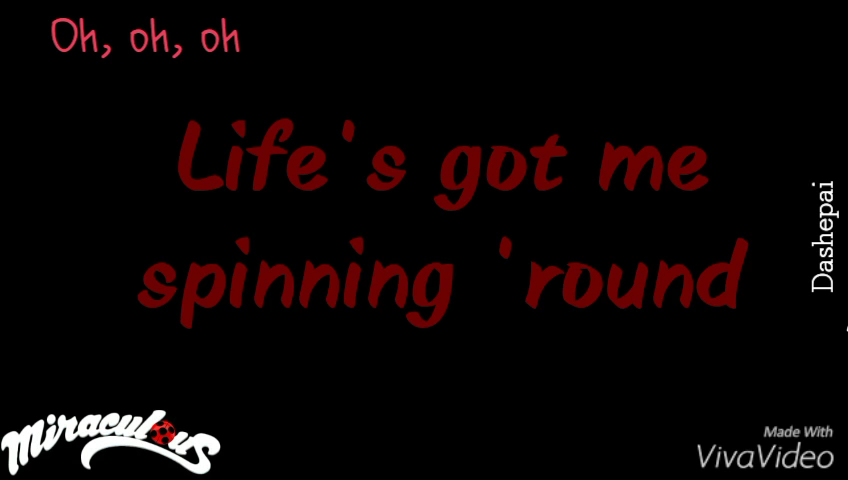 Oh, oh, oh
Life's got me
spinning 'round
Dashepai
Miraculous
Made With
VivaVideo